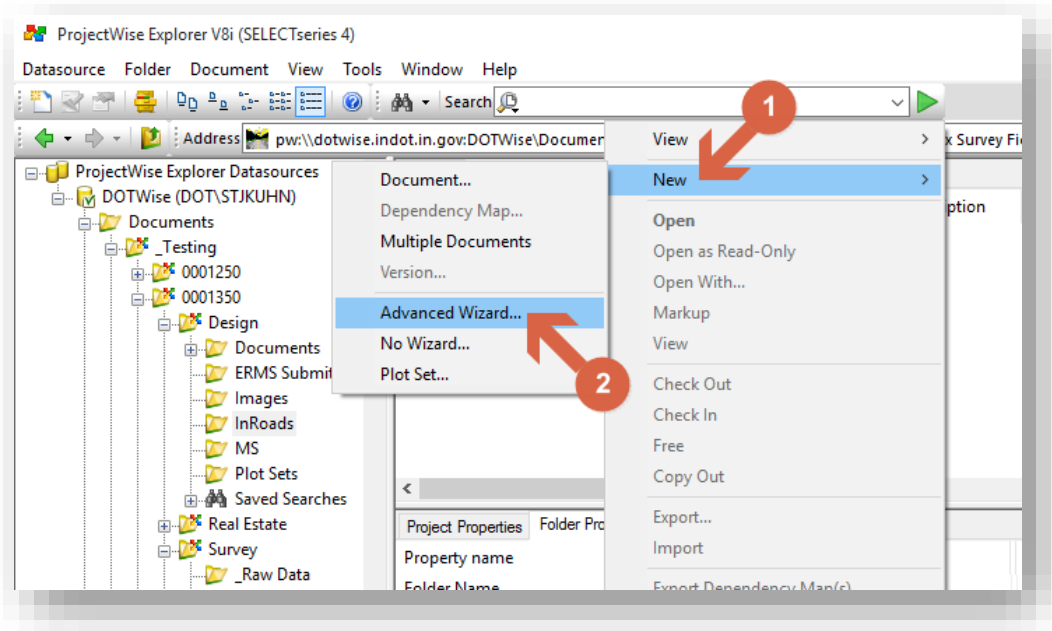 ProjectWise Explorer V8i (SELECTseries 4)
Datasource Folder Document View Tools Window Help
Search
1
Address pw:\\dotwise.indot.in.gov:DOTWise\Documen
x Survey Fi
ProjectWise Explorer Datasources
DOTWise (DOT\STJKUHN)
Documents
_Testing
0001250
0001350
Design
Documents
ERMS Submit
Images
InRoads
MS
Plot Sets
Saved Searches
Real Estate
Survey
_Raw Data
Document...
Dependency Map...
Multiple Documents
Version...
Advanced Wizard...
No Wizard...
Plot Set...
2
View
New
Open
Open as Read-Only
Open With...
Markup
View
Check Out
Check In
Free
Copy Out
Export...
Import
Export Dependency Map(s)
ption
Project Properties Folder Pro
Property name
Folder Name